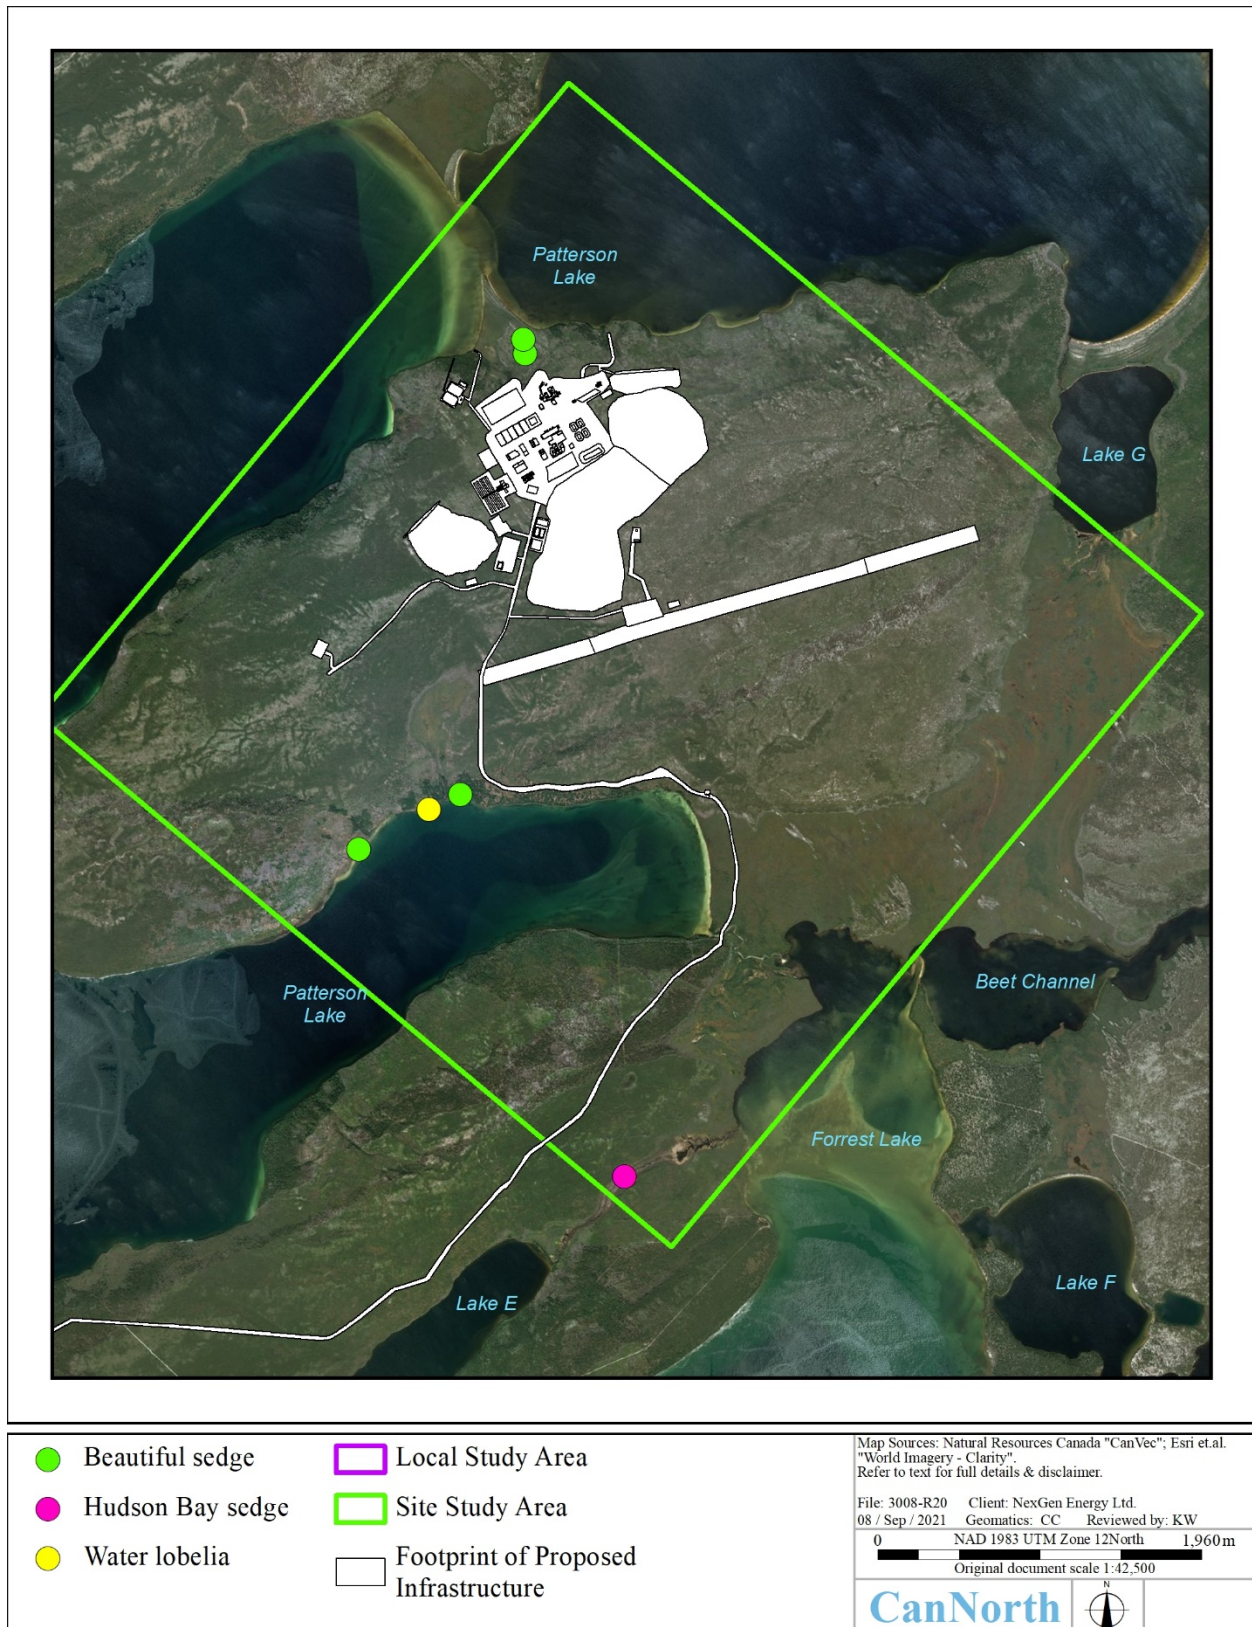 Patterson
Lake
Lake G
Patterson
Lake
Beet Channel
Forrest Lake
Lake E
Lake F
Beautiful sedge
Hudson Bay sedge
Water lobelia
Local Study Area
Site Study Area
Footprint of Proposed
Infrastructure
Map Sources: Natural Resources Canada "CanVec"; Esri et.al.
"World Imagery - Clarity".
Refer to text for full details & disclaimer.
File: 3008-R20 Client: NexGen Energy Ltd.
08 / Sep / 2021 Geomatics: CC Reviewed by: KW
0 NAD 1983 UTM Zone 12North 1,960m
Original document scale 1:42,500
CanNorth
N